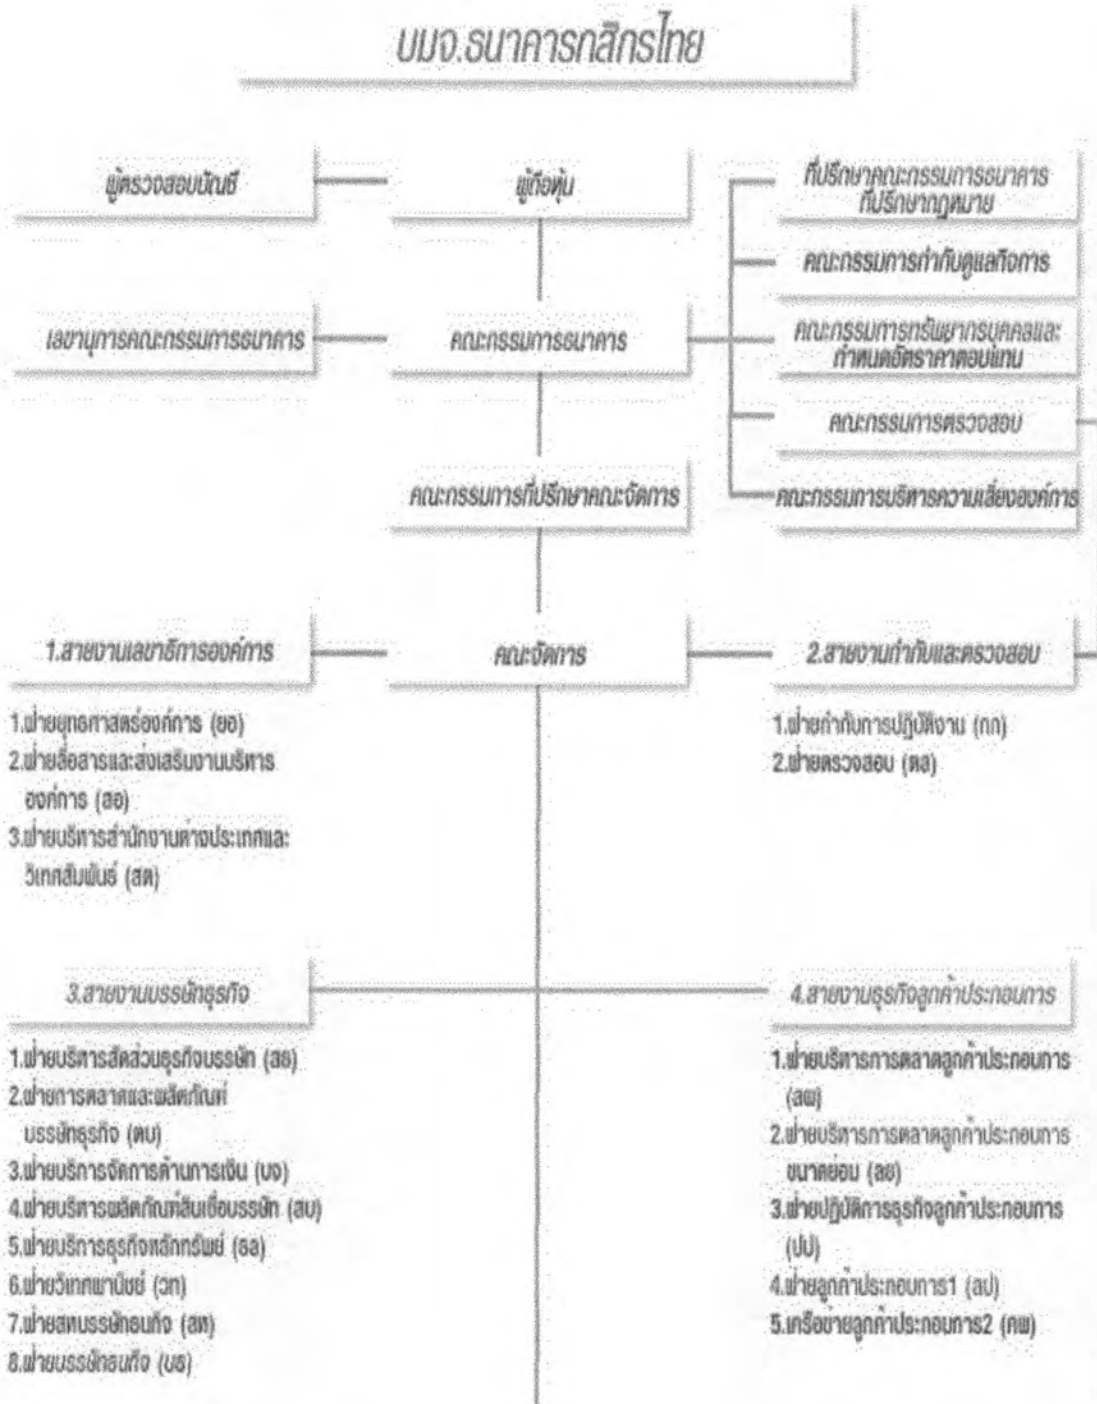 บมจ.ธนาคารกสิกรไทย
ผู้ตรวจสอบบัญชี
ผู้ถือหุ้น
ที่ปรึกษาคณะกรรมการธนาคาร
ที่ปรึกษากฎหมาย
คณะกรรมการกำกับดูแลกิจการ
เลขานุการคณะกรรมการธนาคาร
คณะกรรมการธนาคาร
คณะกรรมการทรัพยากรบุคคลและ
กำหนดอัตราค่าตอบแทน
คณะกรรมการตรวจสอบ
คณะกรรมการที่ปรึกษาคณะจัดการ
คณะกรรมการบริหารความเสี่ยงองค์การ
1.สายงานเลขาธิการองค์การ
คณะจัดการ
2.สายงานกำกับและตรวจสอบ
1.ฝ่ายยุทธศาสตร์องค์การ (ยอ)
2.ฝ่ายสื่อสารและส่งเสริมงานบริหาร
องค์การ (สอ)
3.ฝ่ายบริหารสำนักงานต่างประเทศและ
วิเทศสัมพันธ์ (สต)
1.ฝ่ายกำกับการปฏิบัติงาน (กก)
2.ฝ่ายตรวจสอบ (ตส)
3.สายงานบรรษัทธุรกิจ
4.สายงานธุรกิจลูกค้าประกอบการ
1.ฝ่ายบริหารสัดส่วนธุรกิจบรรษัท (สธ)
2.ฝ่ายการตลาดและผลิตภัณฑ์
บรรษัทธุรกิจ (ตบ)
3.ฝ่ายบริการจัดการด้านการเงิน (บง)
4.ฝ่ายบริหารผลิตภัณฑ์สินเชื่อบรรษัท (สบ)
5.ฝ่ายบริการธุรกิจหลักทรัพย์ (ธล)
6.ฝ่ายวิเทศพานิชย์ (วท)
7.ฝ่ายสหบรรษัทธนกิจ (สท)
8.ฝ่ายบรรษัทธนกิจ (บธ)
1.ฝ่ายบริหารการตลาดลูกค้าประกอบการ
(สผ)
2.ฝ่ายบริหารการตลาดลูกค้าประกอบการ
ขนาดย่อม (ลย)
3.ฝ่ายปฏิบัติการธุรกิจลูกค้าประกอบการ
(ปป)
4.ฝ่ายลูกค้าประกอบการ1 (ลป)
5.เครือข่ายลูกค้าประกอบการ2 (คพ)